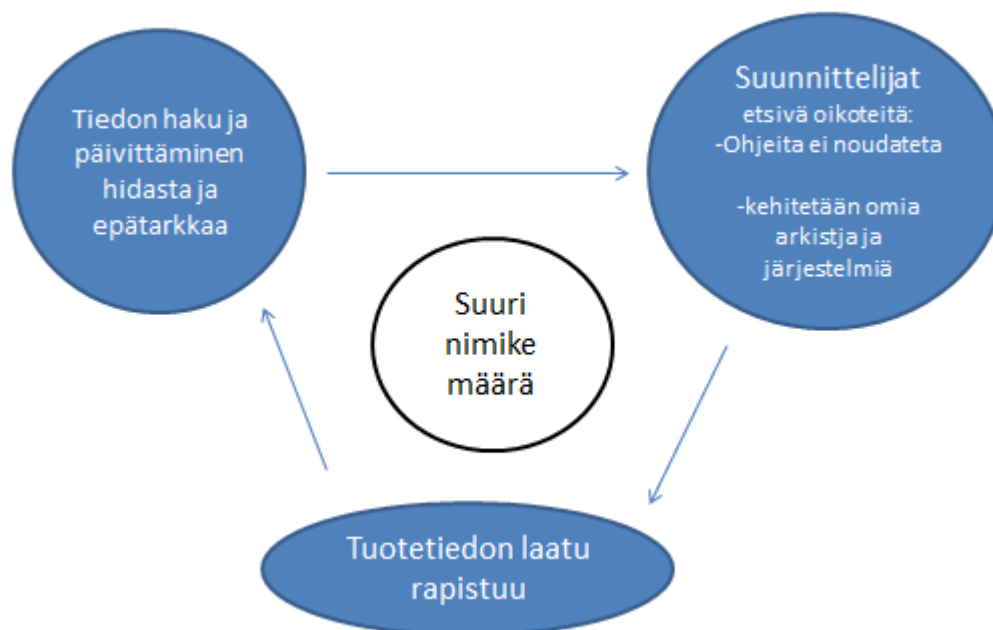 Tiedon haku ja
päivittäminen
hidasta ja
epätarkkaa
Suunnittelijat
etsivä oikoteitä:
-Ohjeita ei noudateta
-kehitetään omia
arkistja ja
järjestelmiä
Suuri
nimike
määrä
Tuotetiedon laatu
rapistuu